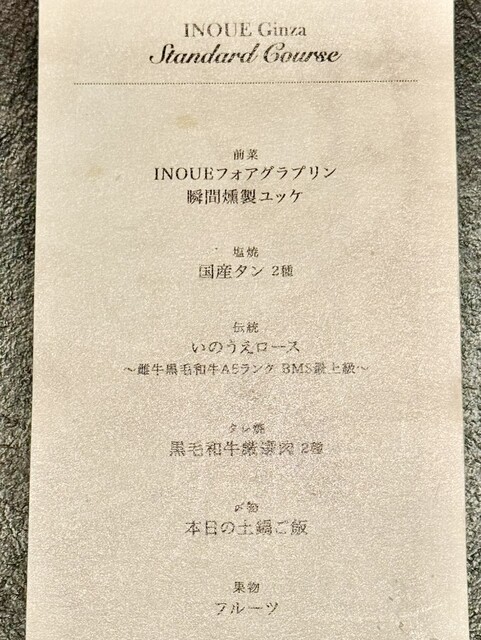 INOUE Ginza
Standard Course
前菜
INOUEフォアグラプリン
瞬間燻製ユッケ
塩焼
国産タン 2種
伝統
いのうえロース
～雌牛黒毛和牛A5ランク BMS最上級～
タレ焼
黒毛和牛厳選肉 2種
〆物
本日の土鍋ご飯
果物
フルーツ